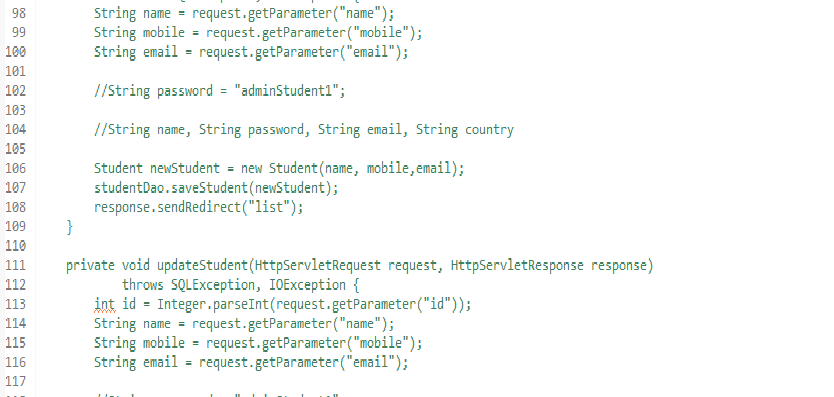 98 String name = request.getParameter("name");
99 String mobile = request.getParameter("mobile");
100 String email = request.getParameter("email");
101
102 //String password = "adminStudent1";
103
104 //String name, String password, String email, String country
105
106 Student newStudent = new Student(name, mobile,email);
107 studentDao.saveStudent(newStudent);
108 response.sendRedirect("list");
109 }
110
111 private void updateStudent(HttpServletRequest request, HttpServletResponse response)
112 throws SQLException, IOException {
113 int id = Integer.parseInt(request.getParameter("id"));
114 String name = request.getParameter("name");
115 String mobile = request.getParameter("mobile");
116 String email = request.getParameter("email");
117